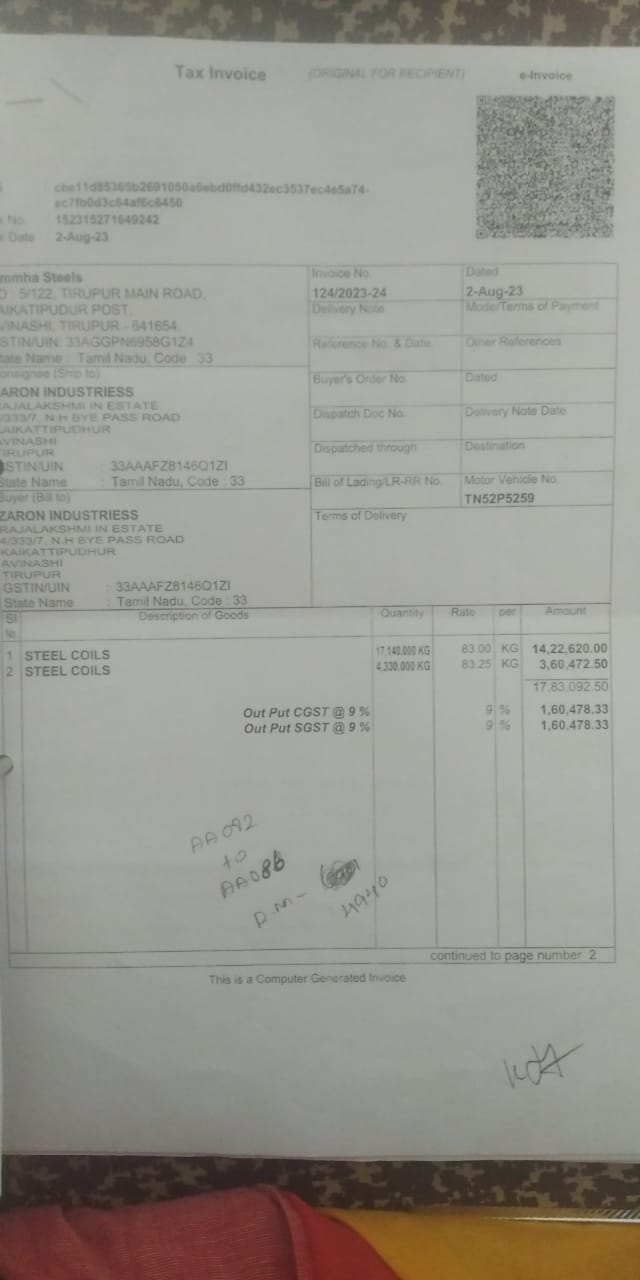 Tax Invoice (ORIGINAL FOR RECIPIENT) e-Invoice
cbe11d85365b2691050a6ebd0ffd432ec3537ec4e5a74-
ec7fb0d3c64af6c6450
No. 152315271649242
Date 2-Aug-23
mmha Steels
5/122, TIRUPUR MAIN ROAD,
AIKATIPUDUR POST,
VINASHI, TIRUPUR - 641654.
STIN/UIN: 33AGGPN6958G1Z4
tate Name : Tamil Nadu, Code : 33
Invoice No. Dated
124/2023-24 2-Aug-23
Delivery Note Mode/Terms of Payment
Reference No. & Date. Other References
Buyer's Order No. Dated
Dispatch Doc No. Delivery Note Date
Dispatched through Destination
Bill of Lading/LR-RR No. Motor Vehicle No.
TN52P5259
Terms of Delivery
onsignee (Ship to)
ZARON INDUSTRIESS
RAJALAKSHMI IN ESTATE
4/333/7, N.H BYE PASS ROAD
KAIKATTIPUDHUR
AVINASHI
TIRUPUR
GSTIN/UIN : 33AAAFZ8146Q1ZI
State Name : Tamil Nadu, Code : 33
Buyer (Bill to)
ZARON INDUSTRIESS
RAJALAKSHMI IN ESTATE
4/333/7, N.H BYE PASS ROAD
KAIKATTIPUDHUR
AVINASHI
TIRUPUR
GSTIN/UIN : 33AAAFZ8146Q1ZI
State Name : Tamil Nadu, Code : 33
Sl No. Description of Goods Quantity Rate per Amount
1 STEEL COILS 17,140.000 KG 83.00 KG 14,22,620.00
2 STEEL COILS 4,330.000 KG 83.25 KG 3,60,472.50
17,83,092.50
Out Put CGST @ 9 % 9 % 1,60,478.33
Out Put SGST @ 9 % 9 % 1,60,478.33
AA092
to
AA086
D.M -
4940
continued to page number 2
This is a Computer Generated Invoice